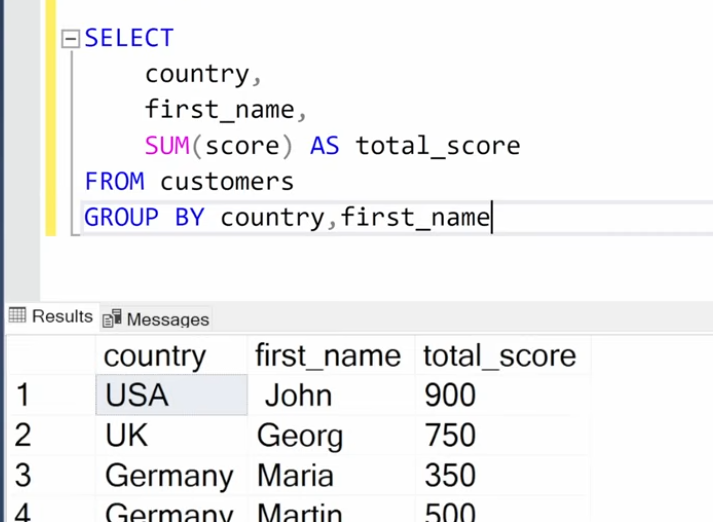 SELECT
country,
first_name,
SUM(score) AS total_score
FROM customers
GROUP BY country,first_name
Results Messages
country first_name total_score
1 USA John 900
2 UK Georg 750
3 Germany Maria 350
4 Germany Martin 500